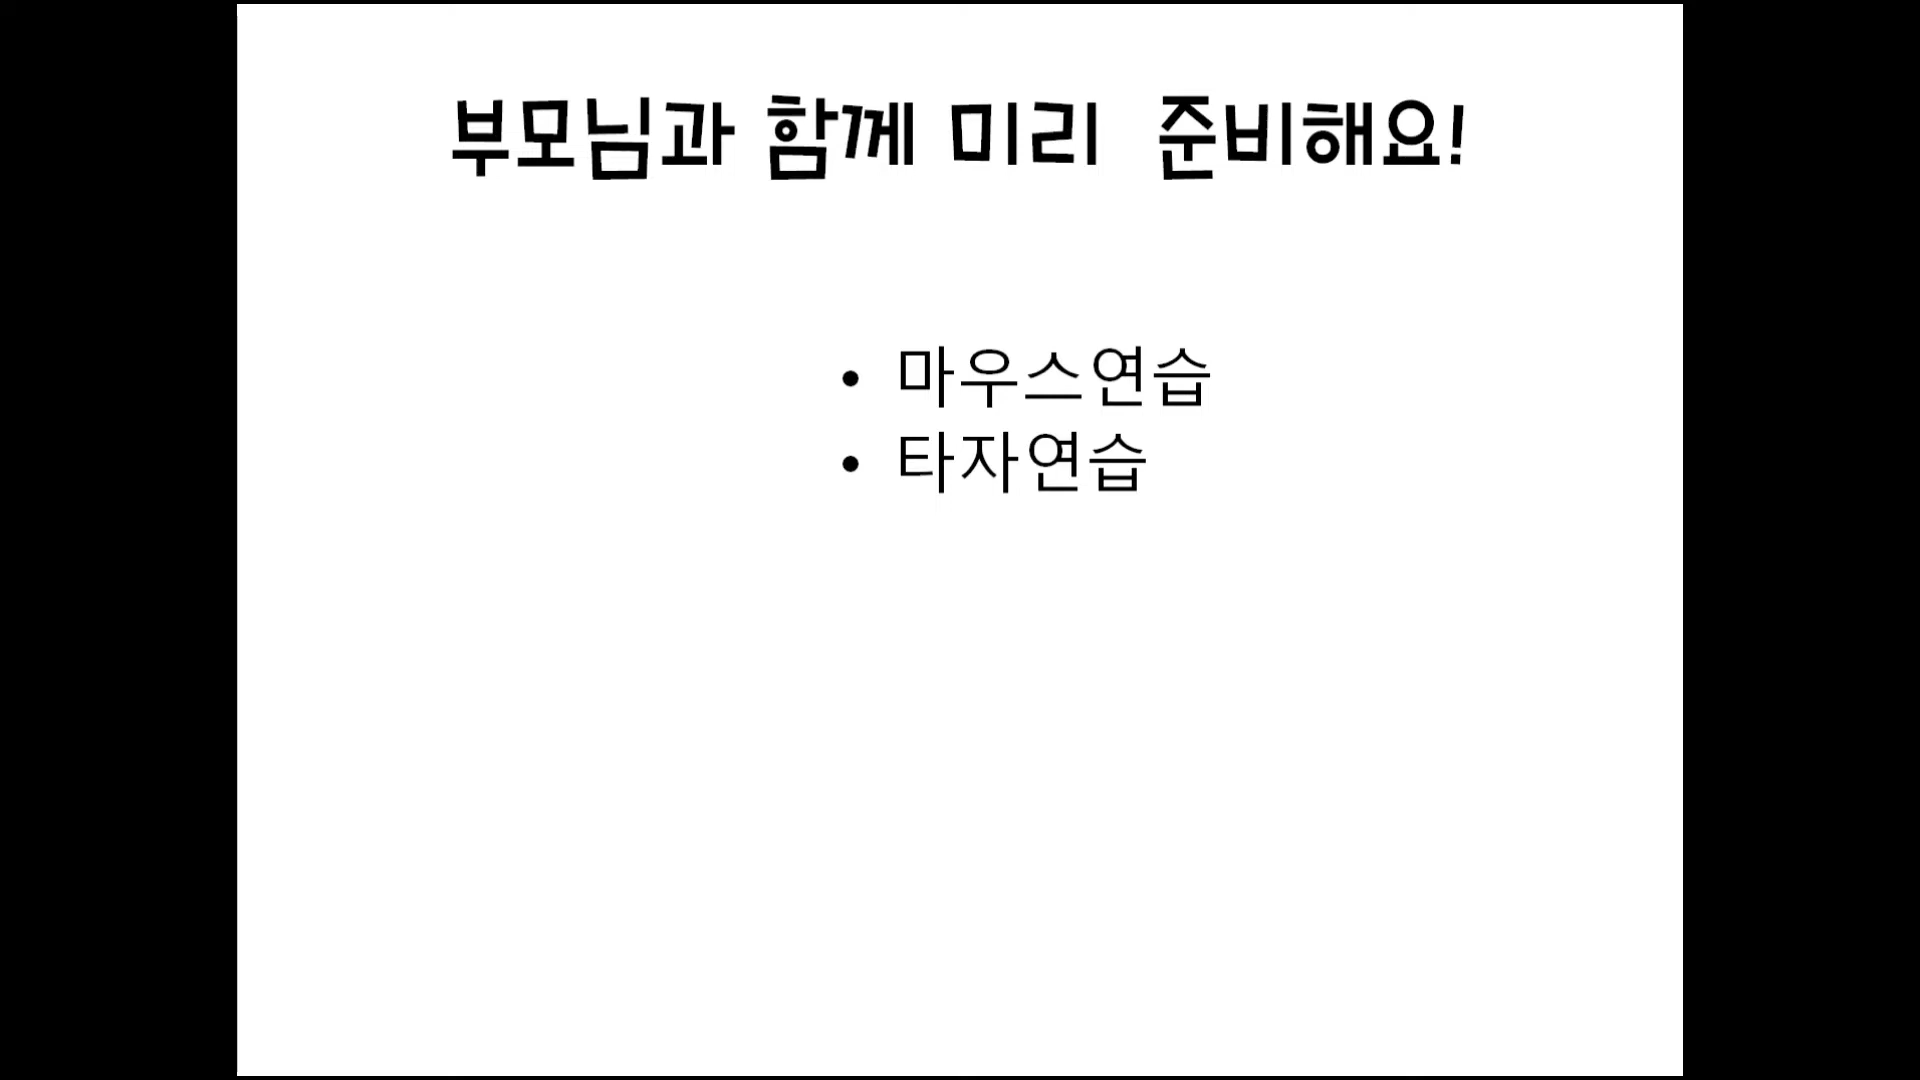 부모님과 함께 미리 준비해요!
• 마우스연습
• 타자연습